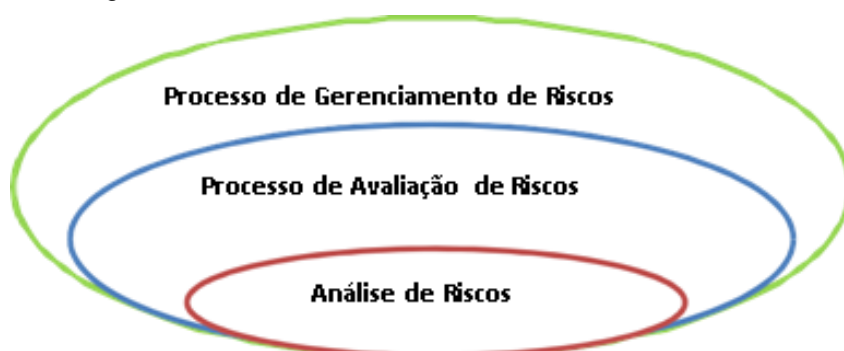 Processo de Gerenciamento de Riscos
Processo de Avaliação de Riscos
Análise de Riscos